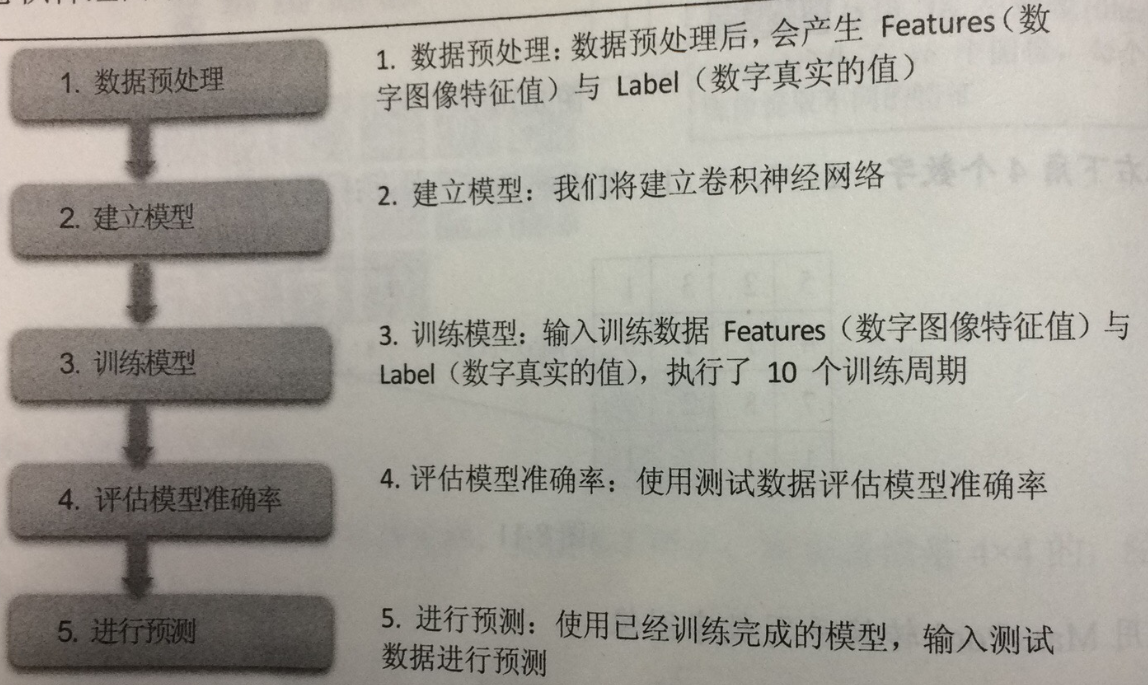 1. 数据预处理
1. 数据预处理：数据预处理后，会产生 Features（数
字图像特征值）与 Label（数字真实的值）
2. 建立模型
2. 建立模型：我们将建立卷积神经网络
3. 训练模型
3. 训练模型：输入训练数据 Features（数字图像特征值）与
Label（数字真实的值），执行了 10 个训练周期
4. 评估模型准确率
4. 评估模型准确率：使用测试数据评估模型准确率
5. 进行预测
5. 进行预测：使用已经训练完成的模型，输入测试
数据进行预测